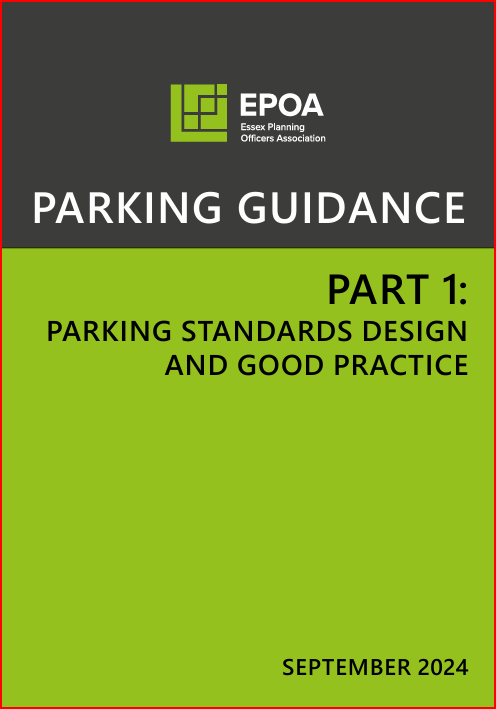 EPOA
Essex Planning
Officers Association
PARKING GUIDANCE
PART 1:
PARKING STANDARDS DESIGN
AND GOOD PRACTICE
SEPTEMBER 2024